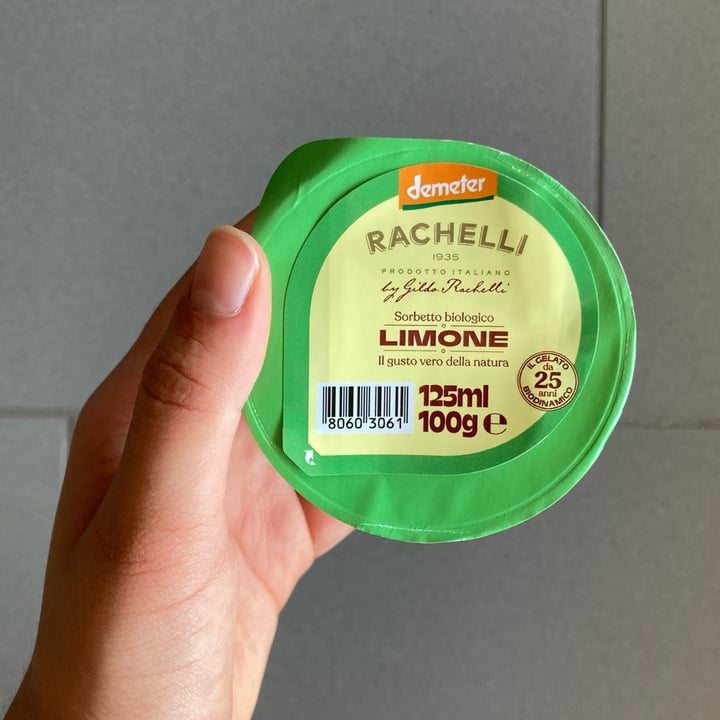 demeter
RACHELLI
1935
PRODOTTO ITALIANO
by Gildo Rachelli
Sorbetto biologico
LIMONE
Il gusto vero della natura
IL GELATO
da
25
anni
BIODINAMICO
8060 3061
125ml
100g ℮